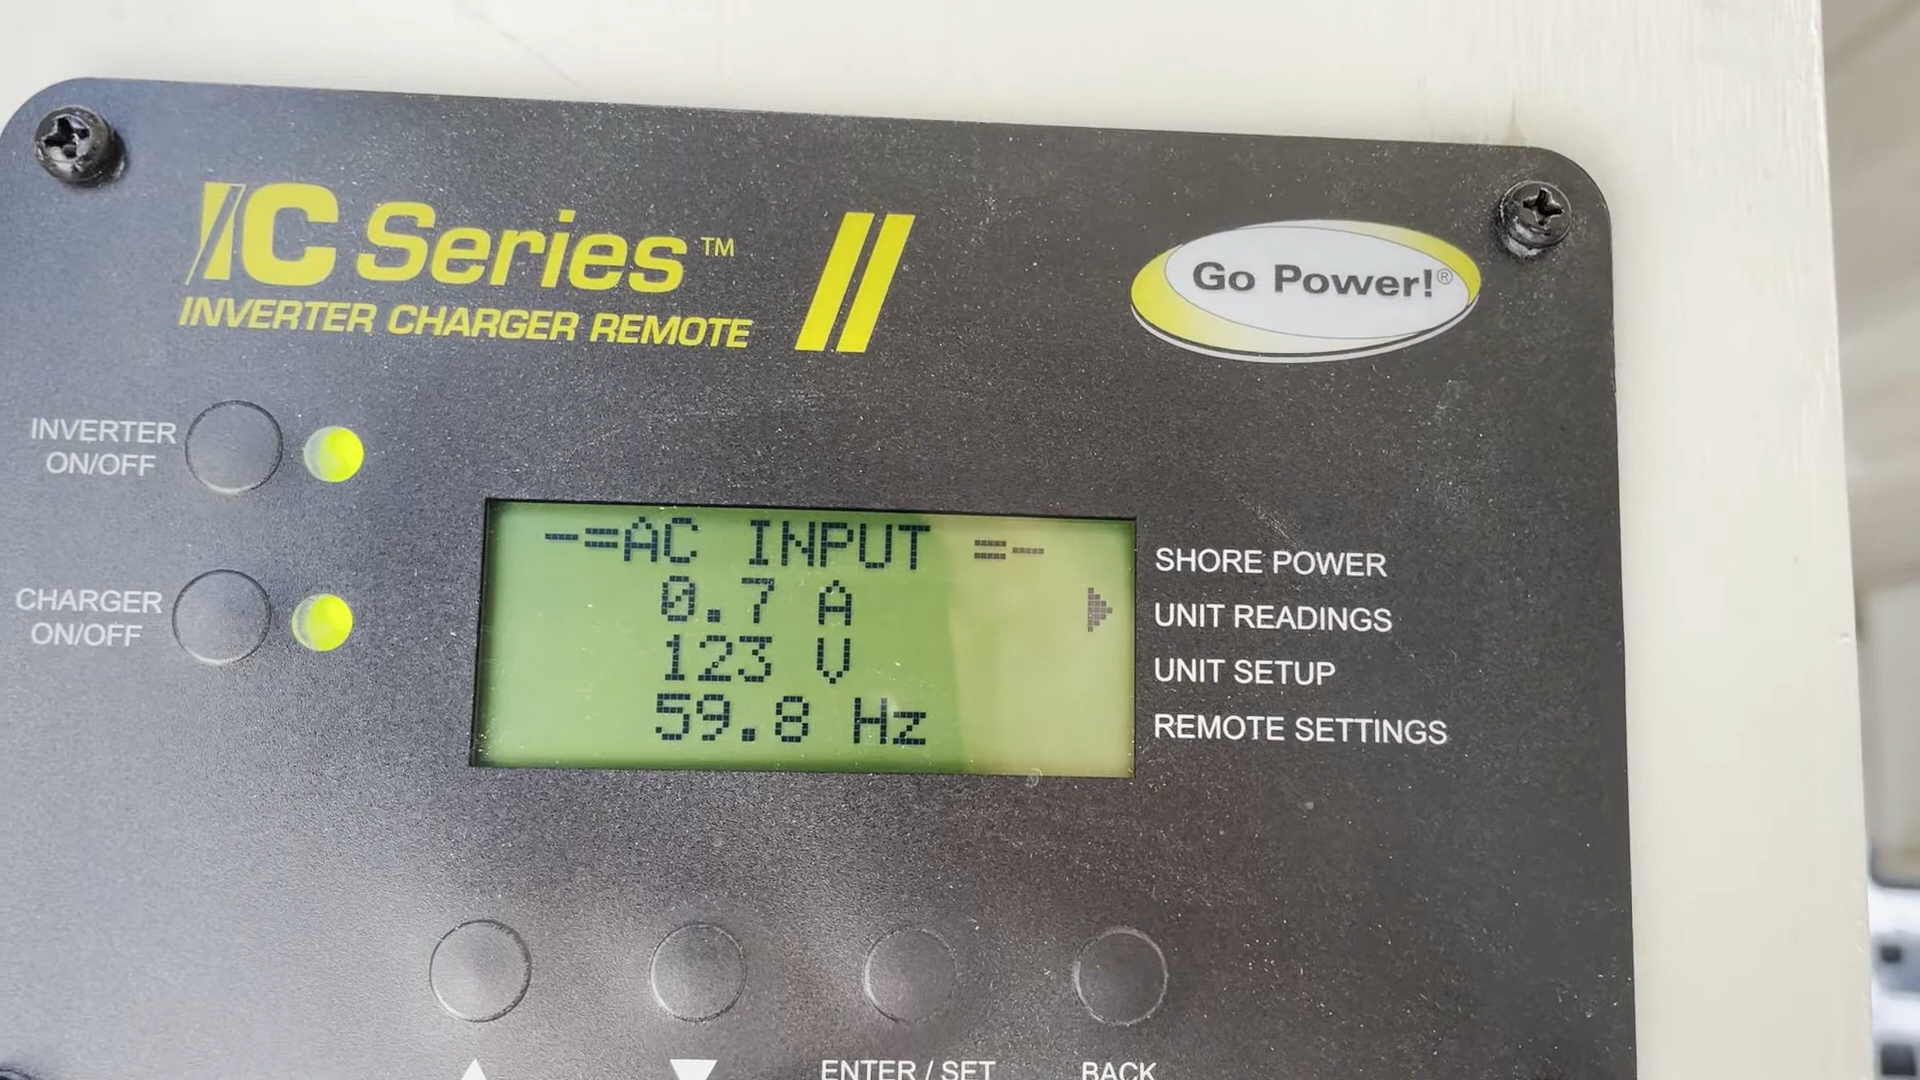 IC Series™
INVERTER CHARGER REMOTE
Go Power!®
INVERTER
ON/OFF
CHARGER
ON/OFF
-=AC INPUT =-
0.7 A
123 V
59.8 Hz
SHORE POWER
UNIT READINGS
UNIT SETUP
REMOTE SETTINGS
ENTER / SET
BACK